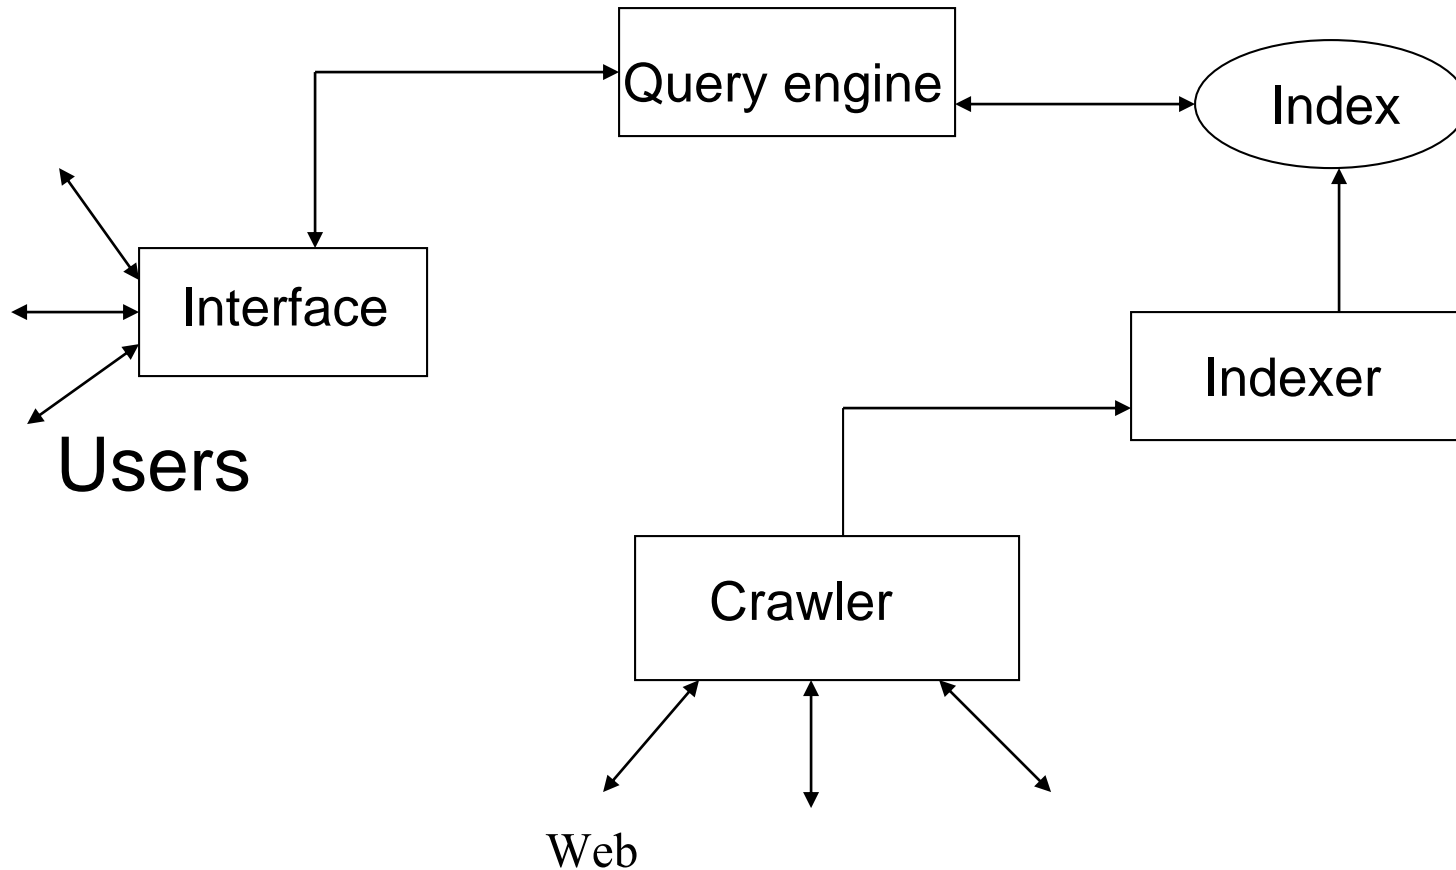 Query engine
Index
Interface
Indexer
Users
Crawler
Web